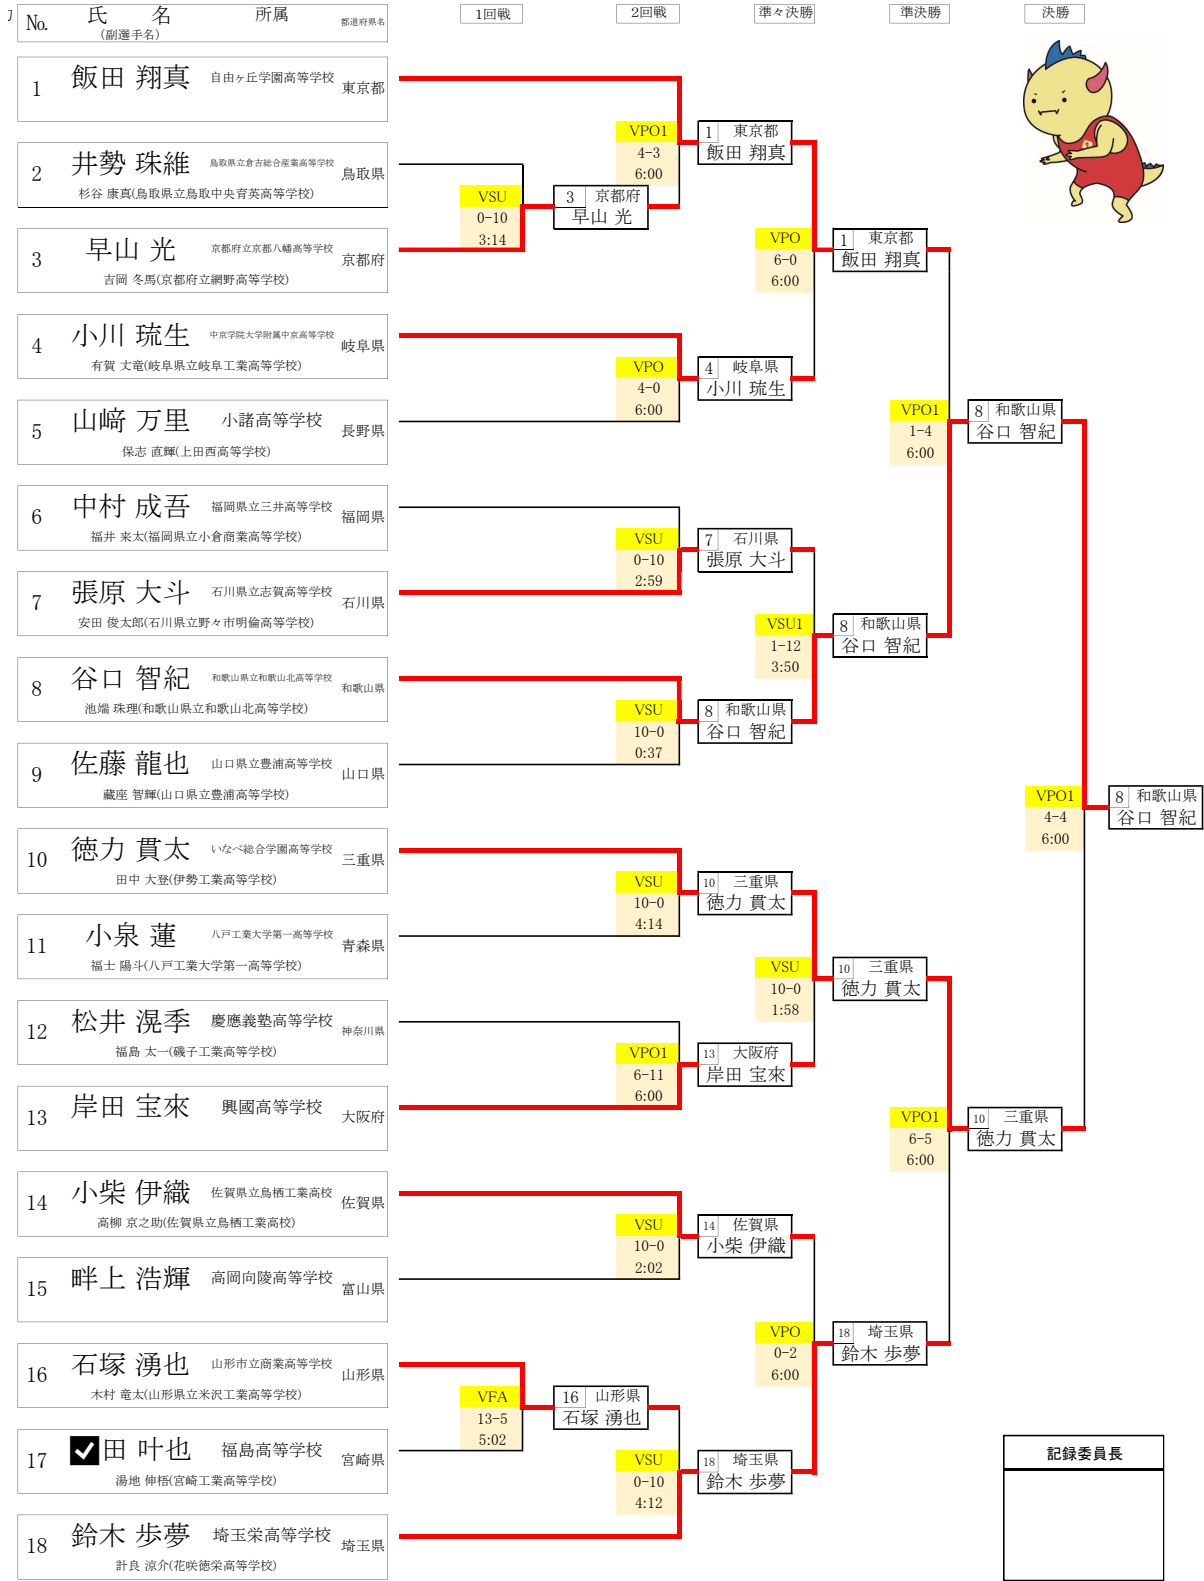 No. 氏 名 所属 都道府県名 1回戦 2回戦 準々決勝 準決勝 決勝
(副選手名)
1 飯田 翔真 自由ヶ丘学園高等学校 東京都
2 井勢 珠維 鳥取県立倉吉総合産業高等学校 鳥取県
杉谷 康真(鳥取県立鳥取中央育英高等学校)
3 早山 光 京都府立京都八幡高等学校 京都府
吉岡 冬馬(京都府立網野高等学校)
4 小川 琉生 中京学院大学附属中京高等学校 岐阜県
有賀 丈竜(岐阜県立岐阜工業高等学校)
5 山﨑 万里 小諸高等学校 長野県
保志 直輝(上田西高等学校)
6 中村 成吾 福岡県立三井高等学校 福岡県
福井 来太(福岡県立小倉商業高等学校)
7 張原 大斗 石川県立志賀高等学校 石川県
安田 俊太郎(石川県立野々市明倫高等学校)
8 谷口 智紀 和歌山県立和歌山北高等学校 和歌山県
池端 珠理(和歌山県立和歌山北高等学校)
9 佐藤 龍也 山口県立豊浦高等学校 山口県
藏座 智輝(山口県立豊浦高等学校)
10 徳力 貫太 いなべ総合学園高等学校 三重県
田中 大登(伊勢工業高等学校)
11 小泉 蓮 八戸工業大学第一高等学校 青森県
福士 陽斗(八戸工業大学第一高等学校)
12 松井 滉季 慶應義塾高等学校 神奈川県
福島 太一(磯子工業高等学校)
13 岸田 宝來 興國高等学校 大阪府
14 小柴 伊織 佐賀県立鳥栖工業高校 佐賀県
高柳 京之助(佐賀県立鳥栖工業高校)
15 畔上 浩輝 高岡向陵高等学校 富山県
16 石塚 湧也 山形市立商業高等学校 山形県
木村 竜太(山形県立米沢工業高等学校)
17 田 叶也 福島高等学校 宮崎県
湯地 伸梧(宮崎工業高等学校)
18 鈴木 歩夢 埼玉栄高等学校 埼玉県
計良 涼介(花咲徳栄高等学校)
VSU
0-10
3:14
3 京都府
早山 光
VFA
13-5
5:02
16 山形県
石塚 湧也
VPO1
4-3
6:00
1 東京都
飯田 翔真
VPO
4-0
6:00
4 岐阜県
小川 琉生
VSU
0-10
2:59
7 石川県
張原 大斗
VSU
10-0
0:37
8 和歌山県
谷口 智紀
VSU
10-0
4:14
10 三重県
徳力 貫太
VPO1
6-11
6:00
13 大阪府
岸田 宝來
VSU
10-0
2:02
14 佐賀県
小柴 伊織
VSU
0-10
4:12
18 埼玉県
鈴木 歩夢
VPO
6-0
6:00
1 東京都
飯田 翔真
VSU1
1-12
3:50
8 和歌山県
谷口 智紀
VSU
10-0
1:58
10 三重県
徳力 貫太
VPO
0-2
6:00
18 埼玉県
鈴木 歩夢
VPO1
1-4
6:00
8 和歌山県
谷口 智紀
VPO1
6-5
6:00
10 三重県
徳力 貫太
VPO1
4-4
6:00
8 和歌山県
谷口 智紀
記録委員長